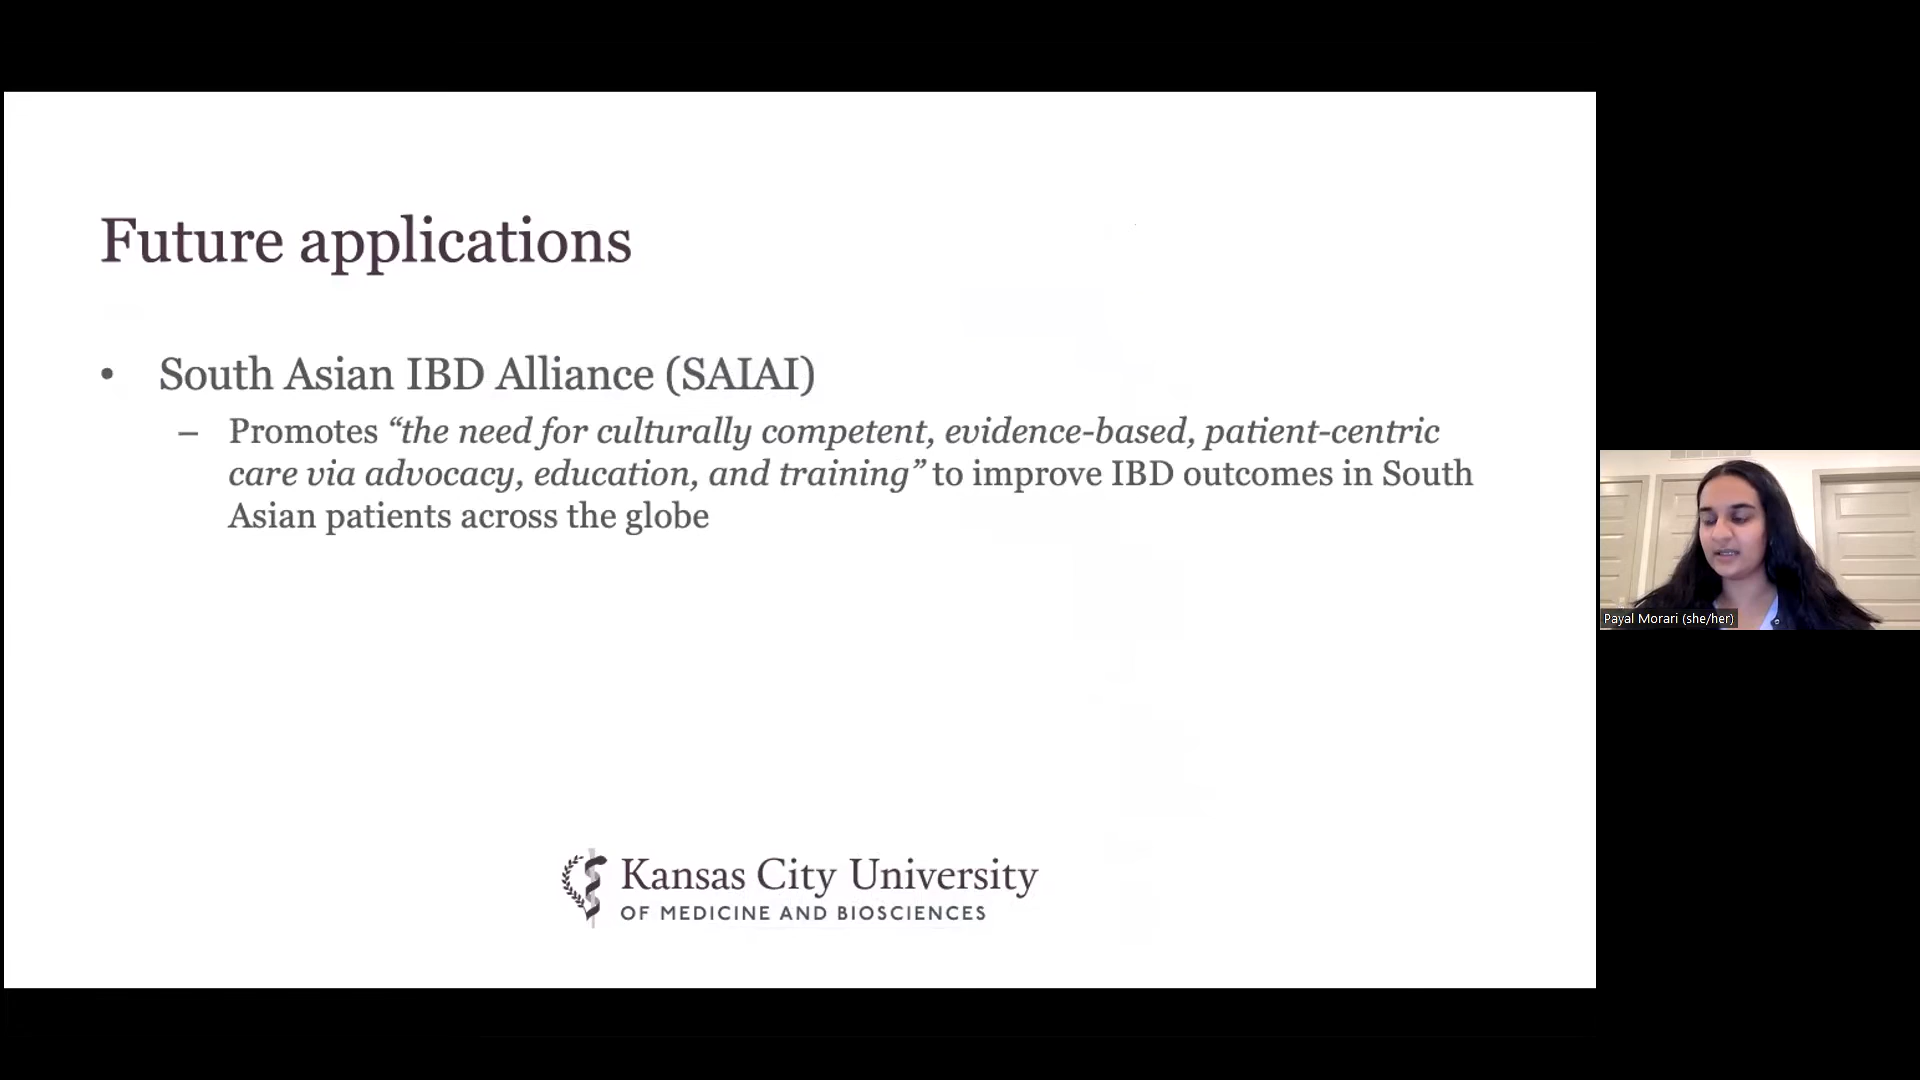 Future applications
• South Asian IBD Alliance (SAIAI)
– Promotes “the need for culturally competent, evidence-based, patient-centric
care via advocacy, education, and training” to improve IBD outcomes in South
Asian patients across the globe
Payal Morari (she/her)
Kansas City University
OF MEDICINE AND BIOSCIENCES